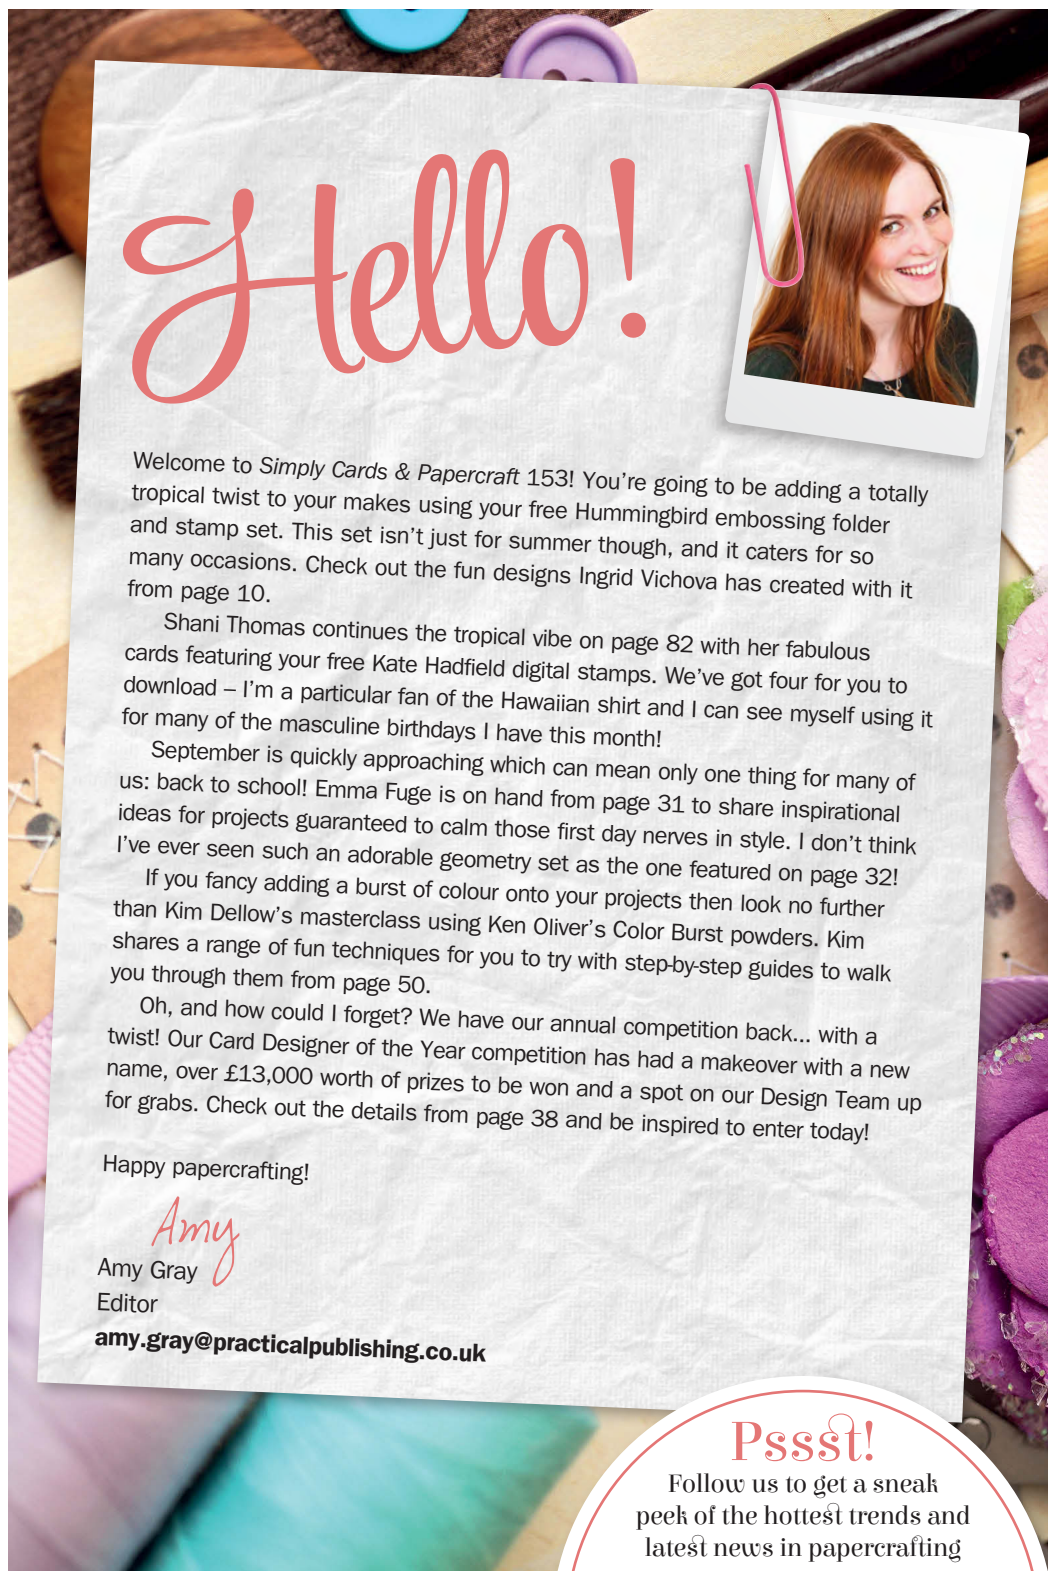 Hello!
Welcome to Simply Cards & Papercraft 153! You're going to be adding a totally
tropical twist to your makes using your free Hummingbird embossing folder
and stamp set. This set isn't just for summer though, and it caters for so
many occasions. Check out the fun designs Ingrid Vichova has created with it
from page 10.
Shani Thomas continues the tropical vibe on page 82 with her fabulous
cards featuring your free Kate Hadfield digital stamps. We've got four for you to
download – I'm a particular fan of the Hawaiian shirt and I can see myself using it
for many of the masculine birthdays I have this month!
September is quickly approaching which can mean only one thing for many of
us: back to school! Emma Fuge is on hand from page 31 to share inspirational
ideas for projects guaranteed to calm those first day nerves in style. I don't think
I've ever seen such an adorable geometry set as the one featured on page 32!
If you fancy adding a burst of colour onto your projects then look no further
than Kim Dellow's masterclass using Ken Oliver's Color Burst powders. Kim
shares a range of fun techniques for you to try with step-by-step guides to walk
you through them from page 50.
Oh, and how could I forget? We have our annual competition back... with a
twist! Our Card Designer of the Year competition has had a makeover with a new
name, over £13,000 worth of prizes to be won and a spot on our Design Team up
for grabs. Check out the details from page 38 and be inspired to enter today!
Happy papercrafting!
Amy
Amy Gray
Editor
amy.gray@practicalpublishing.co.uk
Pssst!
Follow us to get a sneak
peek of the hottest trends and
latest news in papercrafting